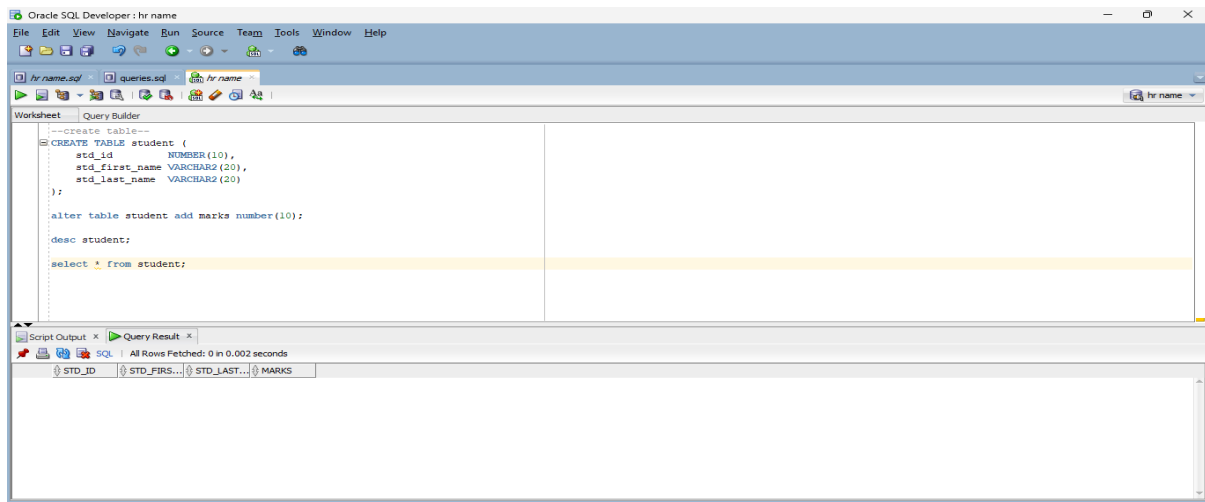 Oracle SQL Developer : hr name
File Edit View Navigate Run Source Team Tools Window Help
hr name.sql queries.sql hr name
hr name
Worksheet Query Builder
--create table--
CREATE TABLE student (
std_id NUMBER(10),
std_first_name VARCHAR2(20),
std_last_name VARCHAR2(20)
);
alter table student add marks number(10);
desc student;
select * from student;
Script Output Query Result
SQL All Rows Fetched: 0 in 0.002 seconds
STD_ID STD_FIRS... STD_LAST... MARKS